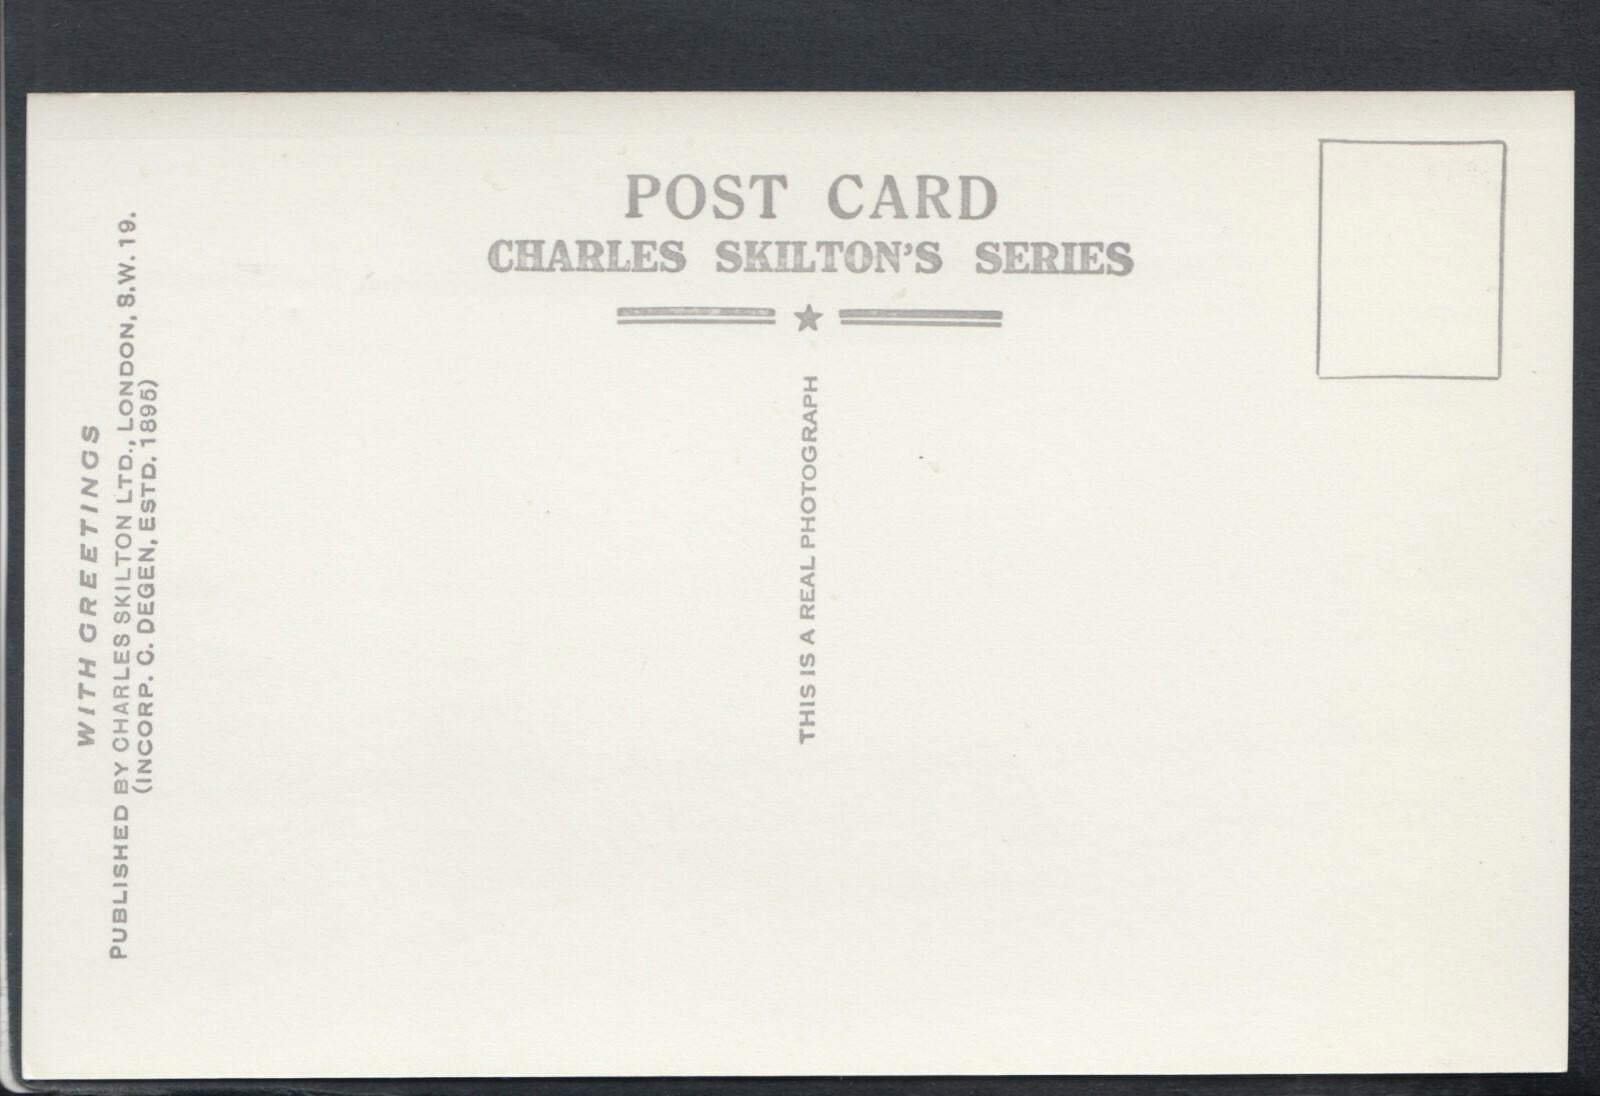 POST CARD
CHARLES SKILTON'S SERIES
THIS IS A REAL PHOTOGRAPH
WITH GREETINGS
PUBLISHED BY CHARLES SKILTON LTD., LONDON, S.W. 19.
(INCORP. C. DEGEN, ESTD. 1895)